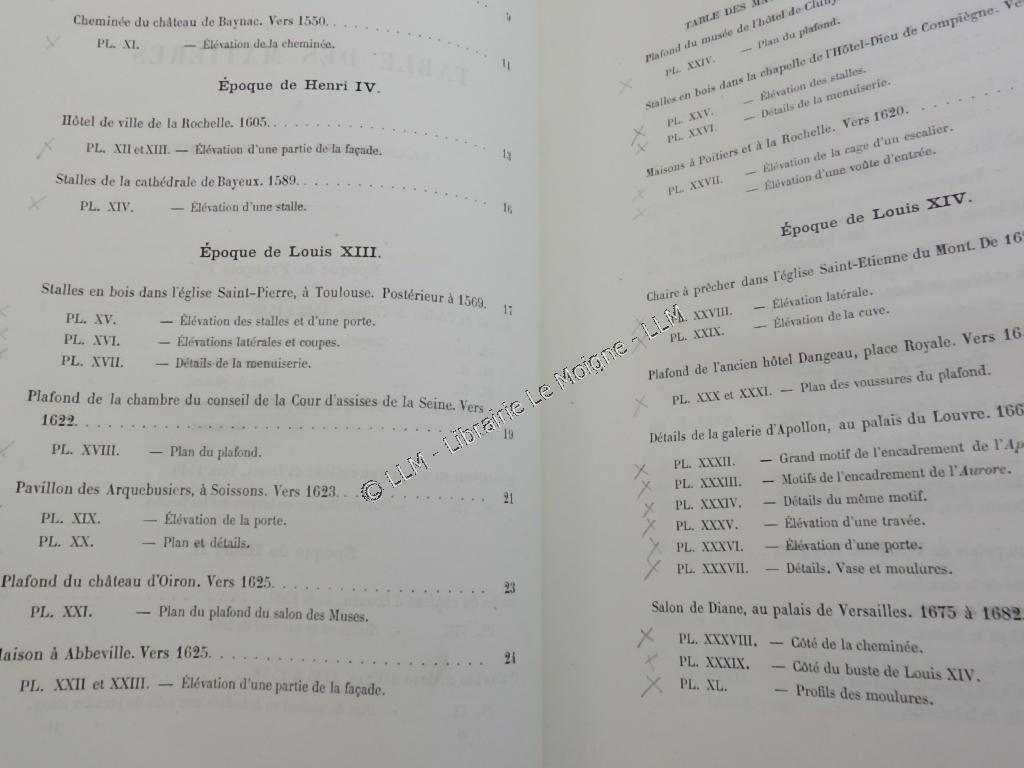 Cheminée du château de Baynac. Vers 1550. 9
PL. XI. — Élévation de la cheminée. 11
Époque de Henri IV.
Hôtel de ville de la Rochelle. 1605. 13
PL. XII et XIII. — Élévation d'une partie de la façade.
Stalles de la cathédrale de Bayeux. 1589. 16
PL. XIV. — Élévation d'une stalle.
Époque de Louis XIII.
Stalles en bois dans l'église Saint-Pierre, à Toulouse. Postérieur à 1569. 17
PL. XV. — Élévation des stalles et d'une porte.
PL. XVI. — Élévations latérales et coupes.
PL. XVII. — Détails de la menuiserie.
Plafond de la chambre du conseil de la Cour d'assises de la Seine. Vers
1622. 19
PL. XVIII. — Plan du plafond.
Pavillon des Arquebusiers, à Soissons. Vers 1623. 21
PL. XIX. — Élévation de la porte.
PL. XX. — Plan et détails.
Plafond du château d'Oiron. Vers 1625. 23
PL. XXI. — Plan du plafond du salon des Muses.
Maison à Abbeville. Vers 1625. 24
PL. XXII et XXIII. — Élévation d'une partie de la façade.
TABLE DES
Plafond du musée de l'hôtel de Cluny
PL. XXIV. — Plan du plafond.
Stalles en bois dans la chapelle de l'Hôtel-Dieu de Compiègne.
PL. XXV. — Élévation des stalles.
PL. XXVI. — Détails de la menuiserie.
Maisons à Poitiers et à la Rochelle. Vers 1620.
PL. XXVII. — Élévation de la cage d'un escalier.
— Élévation d'une voûte d'entrée.
Époque de Louis XIV.
Chaire à prêcher dans l'église Saint-Etienne du Mont. De
PL. XXVIII. — Élévation latérale.
PL. XXIX. — Élévation de la cuve.
Plafond de l'ancien hôtel Dangeau, place Royale. Vers 16
PL. XXX et XXXI. — Plan des voussures du plafond.
Détails de la galerie d'Apollon, au palais du Louvre. 166
PL. XXXII. — Grand motif de l'encadrement de l'Ap
PL. XXXIII. — Motifs de l'encadrement de l'Aurore.
PL. XXXIV. — Détails du même motif.
PL. XXXV. — Élévation d'une travée.
PL. XXXVI. — Élévation d'une porte.
PL. XXXVII. — Détails. Vase et moulures.
Salon de Diane, au palais de Versailles. 1675 à 1682.
PL. XXXVIII. — Côté de la cheminée.
PL. XXXIX. — Côté du buste de Louis XIV.
PL. XL. — Profils des moulures.
© LLM - Librairie Le Moigne - LLM